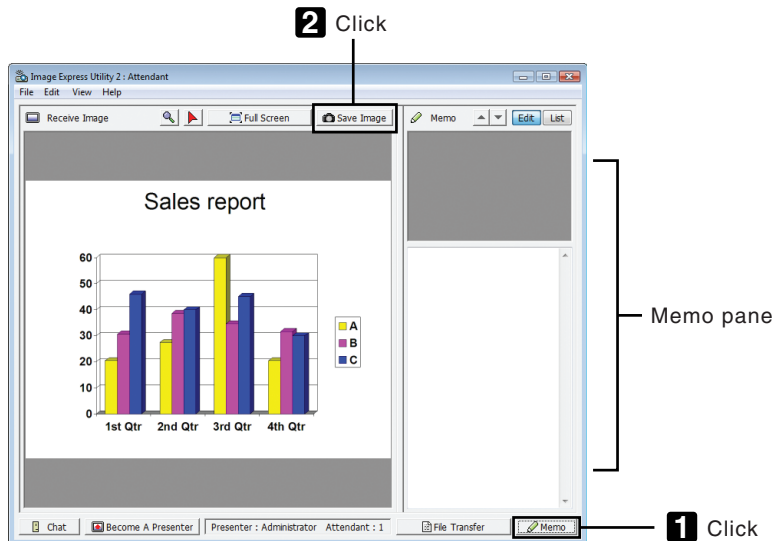 2 Click
Image Express Utility 2 : Attendant
File Edit View Help
Receive Image
Full Screen
Save Image
Memo
Edit
List
Sales report
60
50
40
30
20
10
0
1st Qtr 2nd Qtr 3rd Qtr 4th Qtr
A
B
C
Memo pane
Chat
Become A Presenter
Presenter : Administrator Attendant : 1
File Transfer
Memo
1 Click